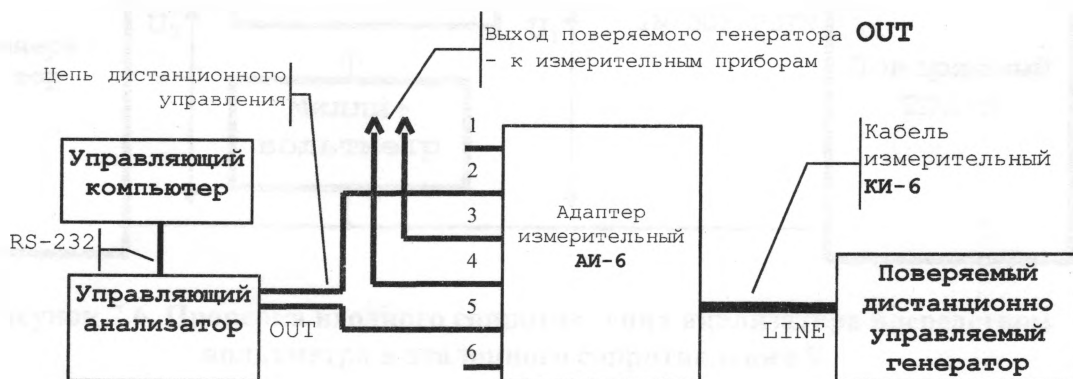 Выход поверяемого генератора OUT
– к измерительным приборам
Цепь дистанционного
управления
Кабель
измерительный
КИ-6
Управляющий
компьютер
RS-232
Управляющий
анализатор
OUT
1
2
3
4
5
6
Адаптер
измерительный
АИ-6
LINE
Поверяемый
дистанционно
управляемый
генератор